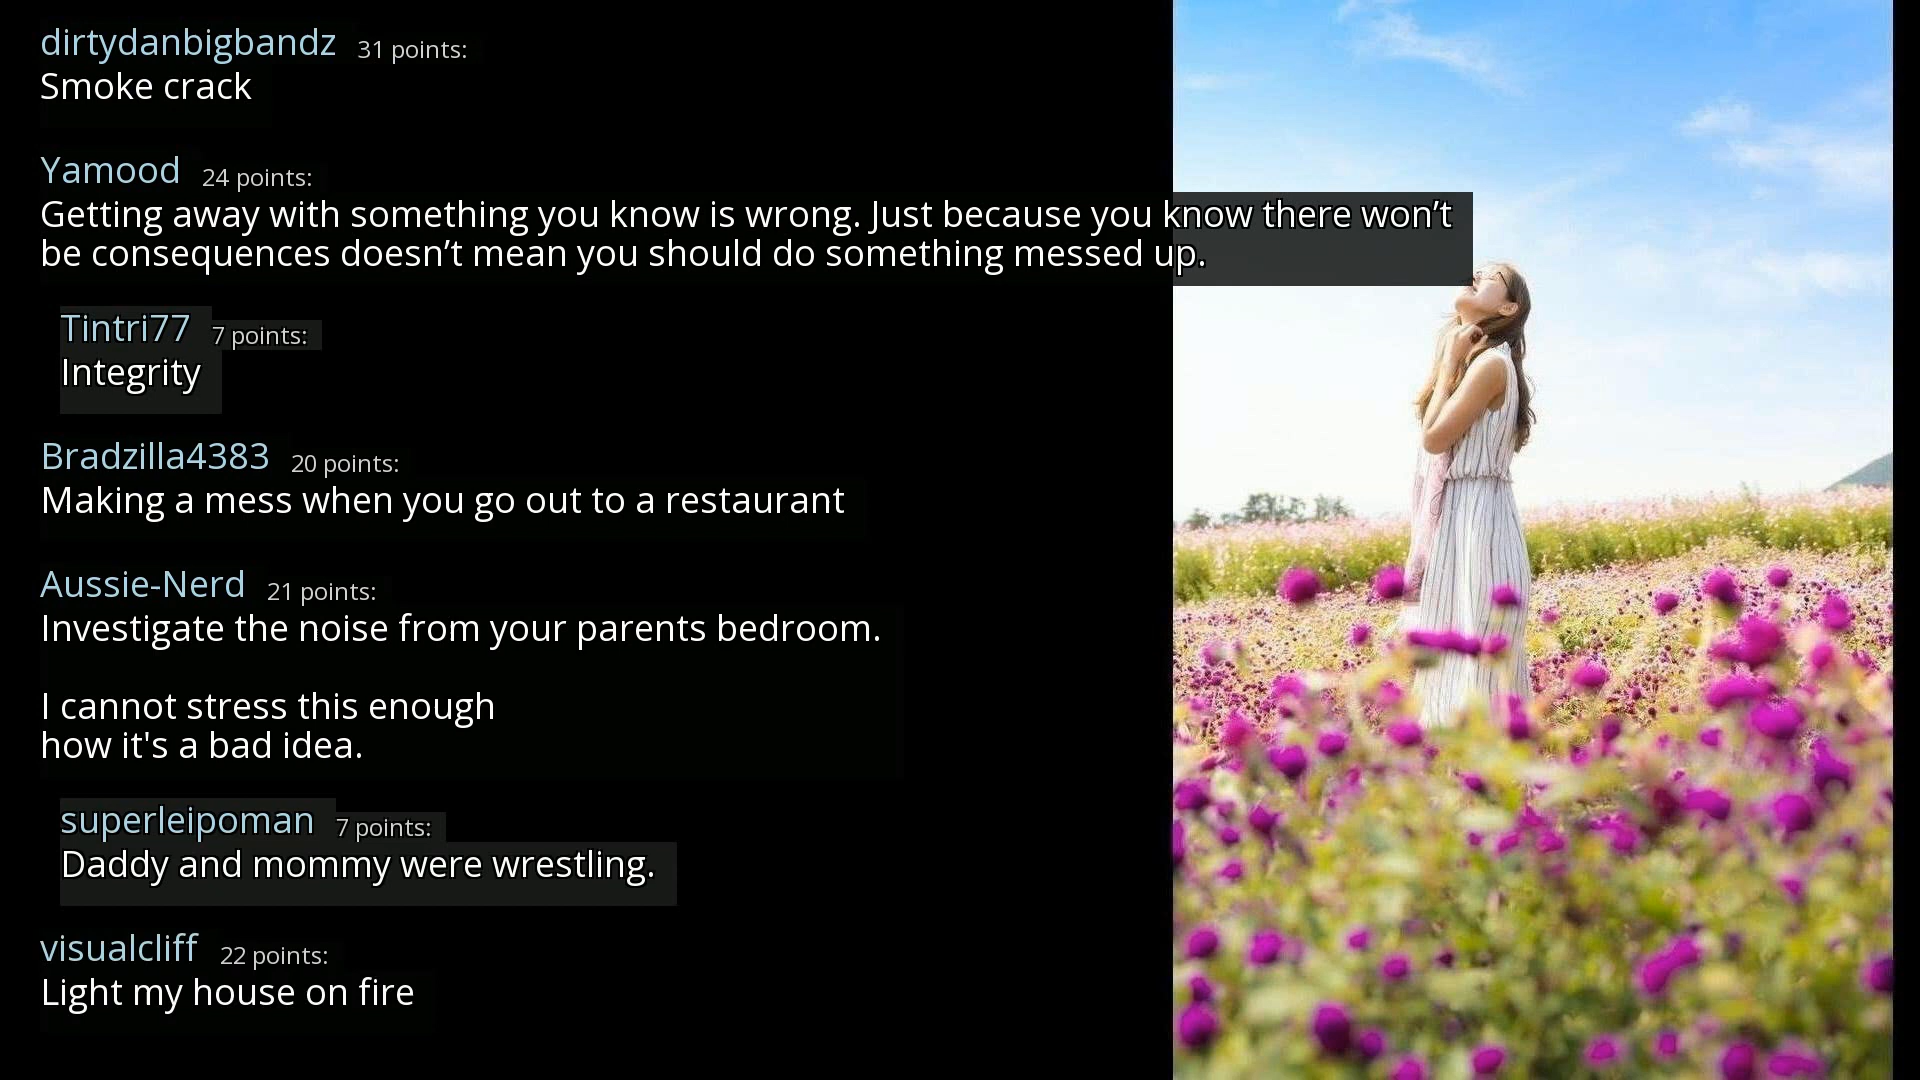 dirtydanbigbandz 31 points:
Smoke crack
Yamood 24 points:
Getting away with something you know is wrong. Just because you know there won’t
be consequences doesn’t mean you should do something messed up.
Tintri77 7 points:
Integrity
Bradzilla4383 20 points:
Making a mess when you go out to a restaurant
Aussie-Nerd 21 points:
Investigate the noise from your parents bedroom.
I cannot stress this enough
how it's a bad idea.
superleipoman 7 points:
Daddy and mommy were wrestling.
visualcliff 22 points:
Light my house on fire